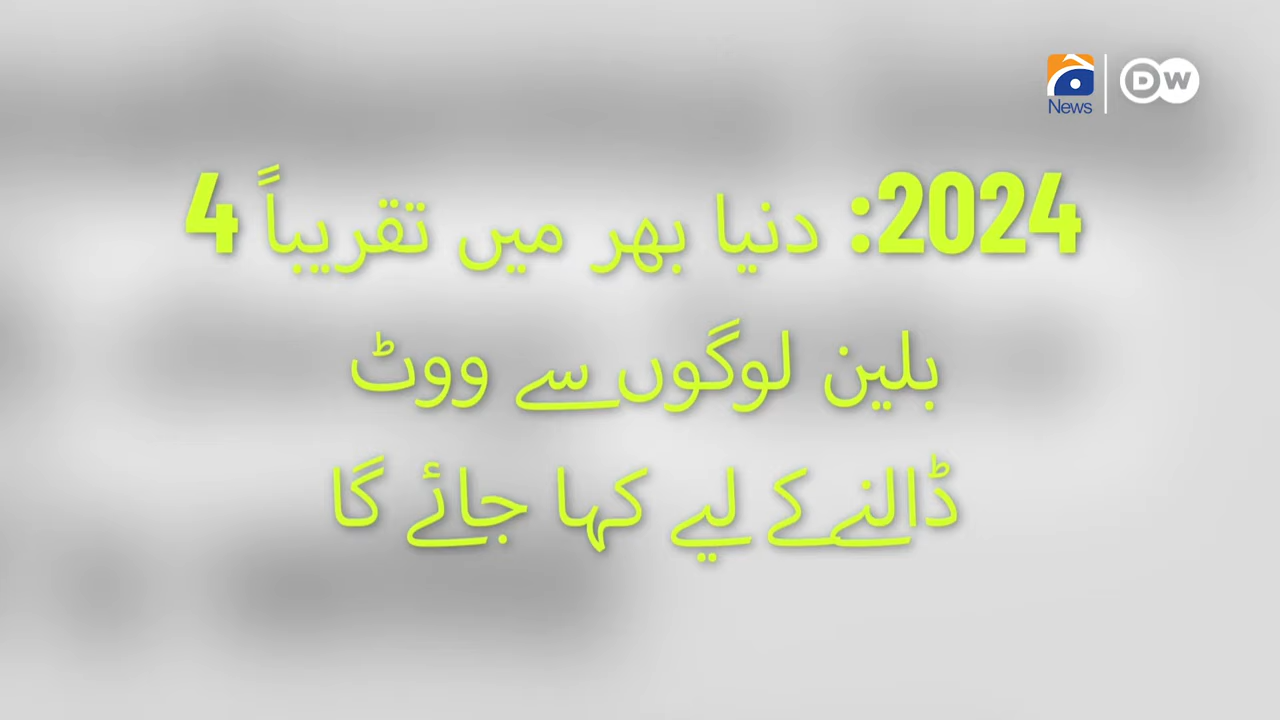 News
DW
2024: دنیا بھر میں تقریباً 4
بلین لوگوں سے ووٹ
ڈالنے کے لیے کہا جائے گا